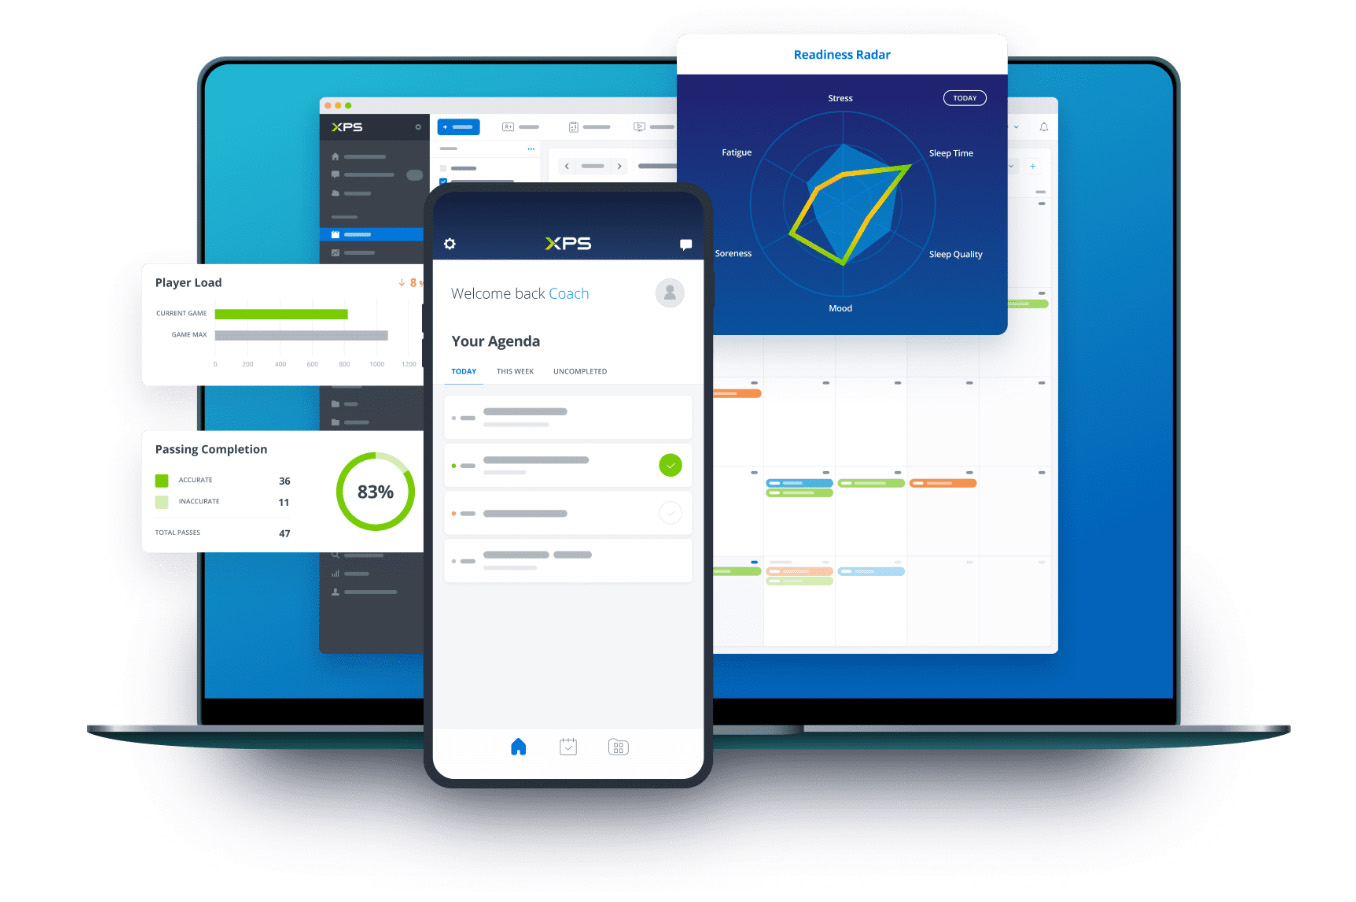 Readiness Radar
TODAY
Stress
Fatigue
Sleep Time
Soreness
Sleep Quality
Mood
XPS
XPS
Welcome back Coach
Your Agenda
TODAY THIS WEEK UNCOMPLETED
Player Load
8 %
CURRENT GAME
GAME MAX
0 200 400 600 800 1000 1200
Passing Completion
ACCURATE 36
INACCURATE 11
TOTAL PASSES 47
83%